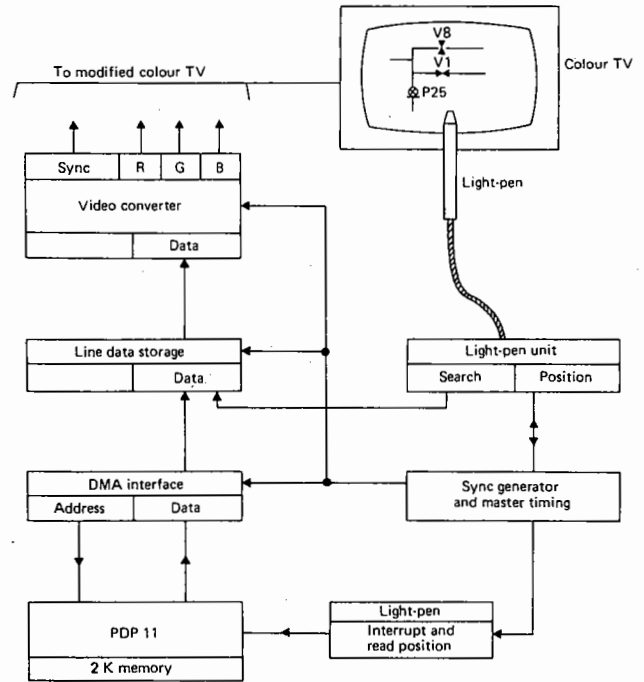 V8
To modified colour TV
V1
Colour TV
P25
Sync R G B
Light-pen
Video converter
Data
Line data storage
Light-pen unit
Data.
Search Position
DMA interface
Sync generator
and master timing
Address Data
Light-pen
PDP 11
Interrupt and
read position
2 K memory